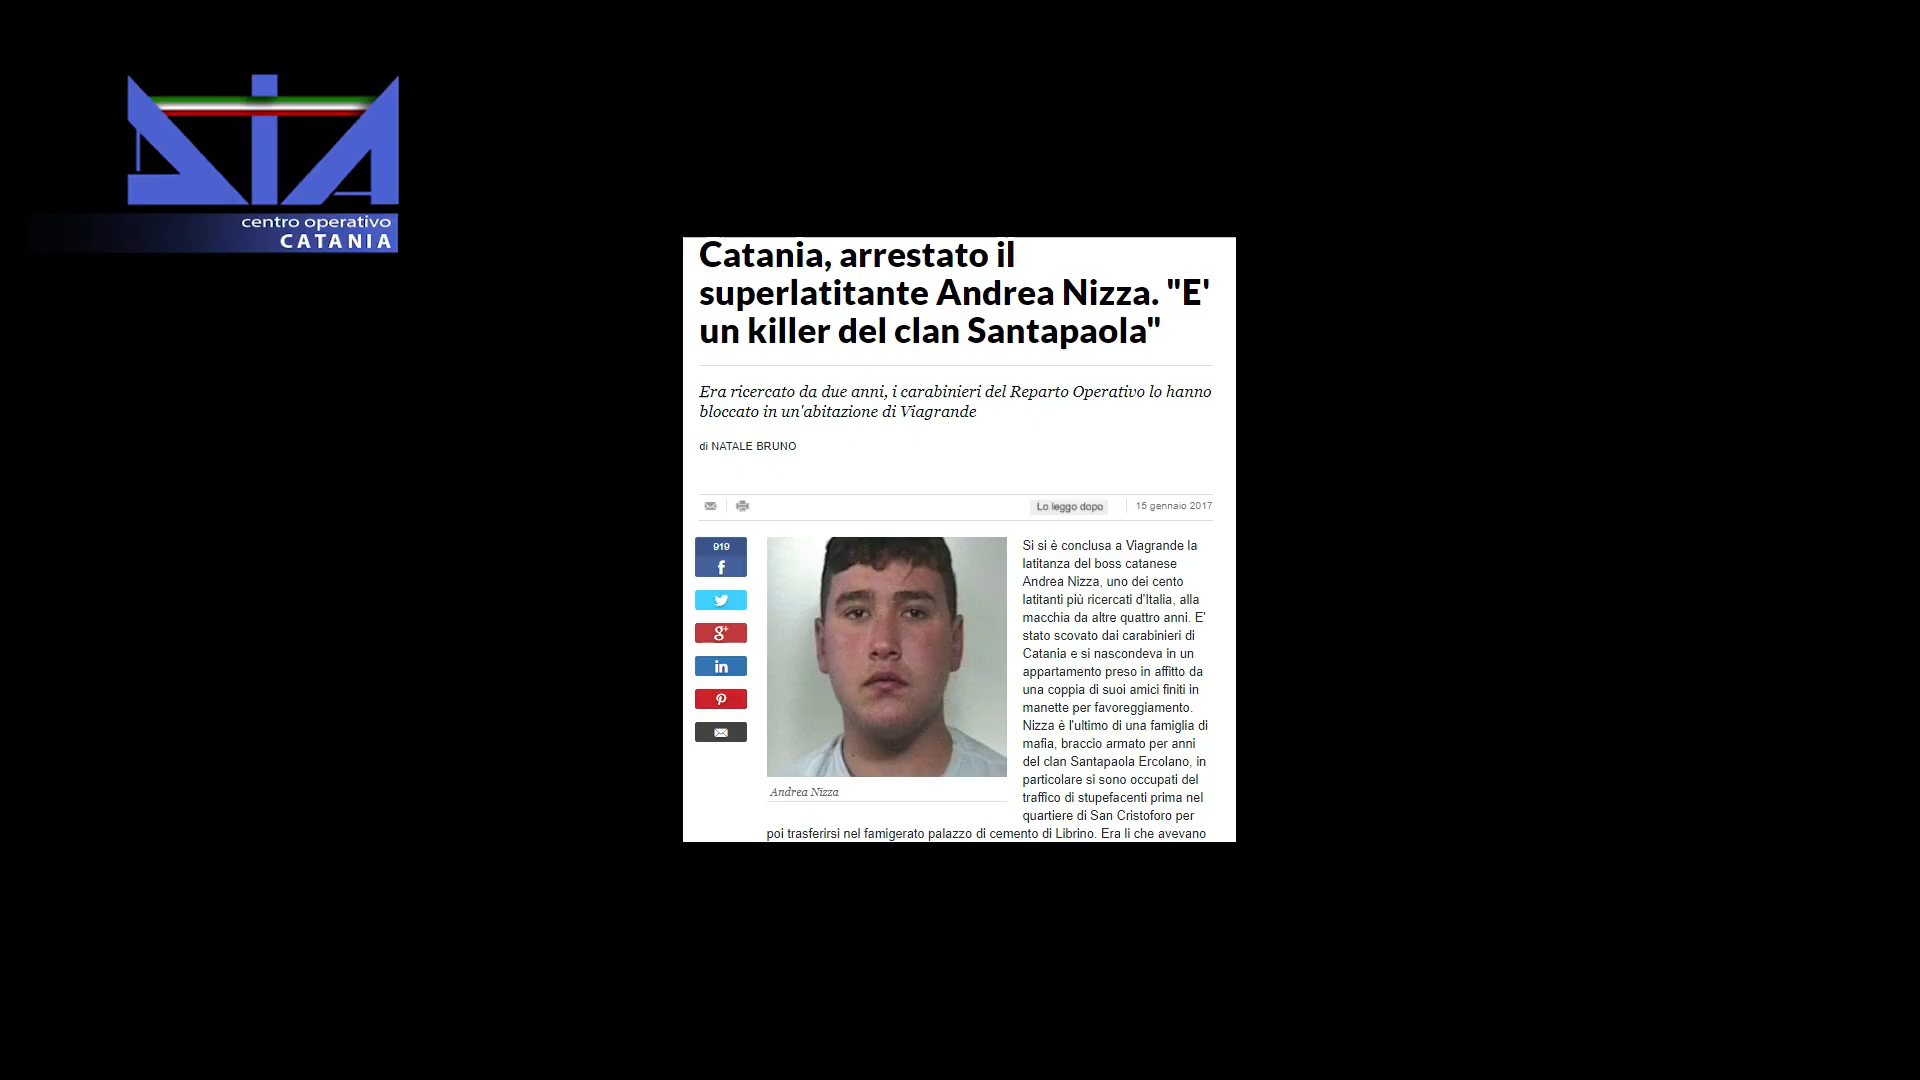 DIA
centro operativo
CATANIA
Catania, arrestato il
superlatitante Andrea Nizza. "E'
un killer del clan Santapaola"
Era ricercato da due anni, i carabinieri del Reparto Operativo lo hanno
bloccato in un'abitazione di Viagrande
di NATALE BRUNO
Lo leggo dopo
15 gennaio 2017
919
f
g+
in
Si si è conclusa a Viagrande la
latitanza del boss catanese
Andrea Nizza, uno dei cento
latitanti più ricercati d'Italia, alla
macchia da altre quattro anni. E'
stato scovato dai carabinieri di
Catania e si nascondeva in un
appartamento preso in affitto da
una coppia di suoi amici finiti in
manette per favoreggiamento.
Nizza è l'ultimo di una famiglia di
mafia, braccio armato per anni
del clan Santapaola Ercolano, in
particolare si sono occupati del
traffico di stupefacenti prima nel
quartiere di San Cristoforo per
Andrea Nizza
poi trasferirsi nel famigerato palazzo di cemento di Librino. Era li che avevano